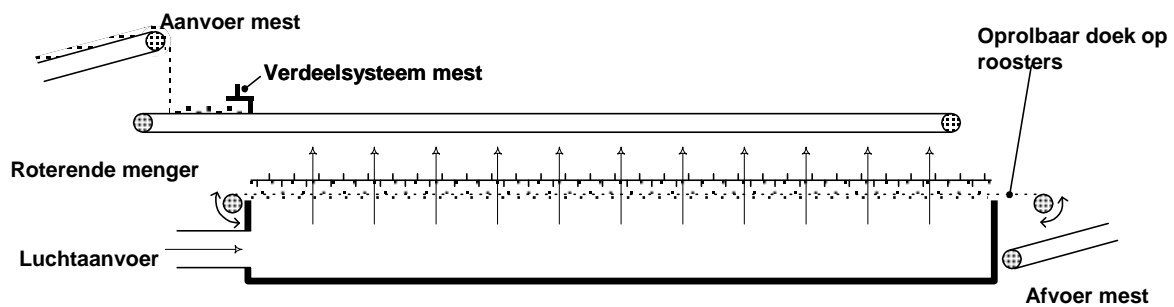 Aanvoer mest
Oprolbaar doek op
roosters
Verdeelsysteem mest
Roterende menger
Luchtaanvoer
Afvoer mest